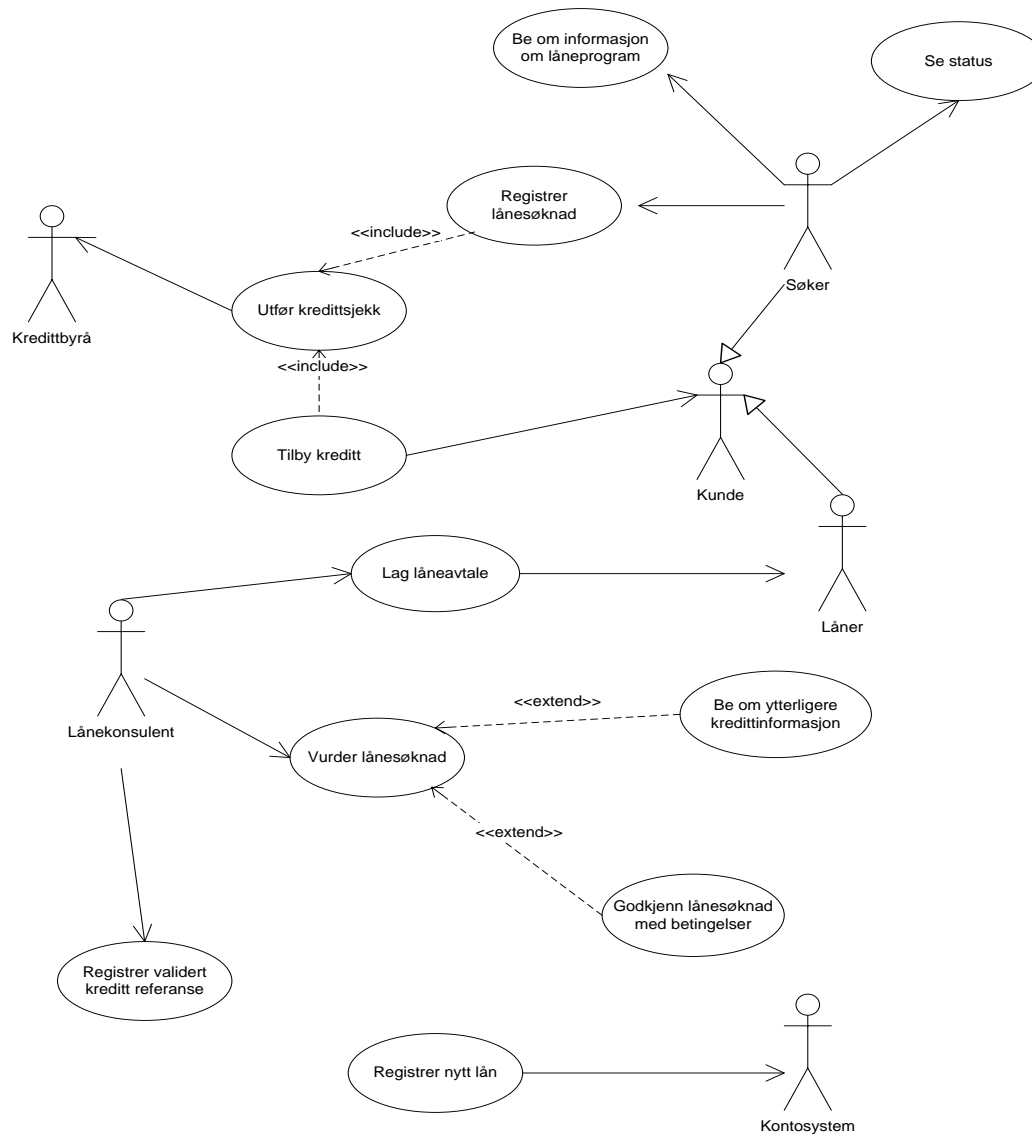 Be om informasjon
om låneprogram
Se status
Registrer
lånesøknad
<<include>>
Søker
Kredittbyrå
Utfør kredittsjekk
<<include>>
Tilby kreditt
Kunde
Lag låneavtale
Låner
Lånekonsulent
<<extend>>
Be om ytterligere
kredittinformasjon
Vurder lånesøknad
<<extend>>
Godkjenn lånesøknad
med betingelser
Registrer validert
kreditt referanse
Registrer nytt lån
Kontosystem